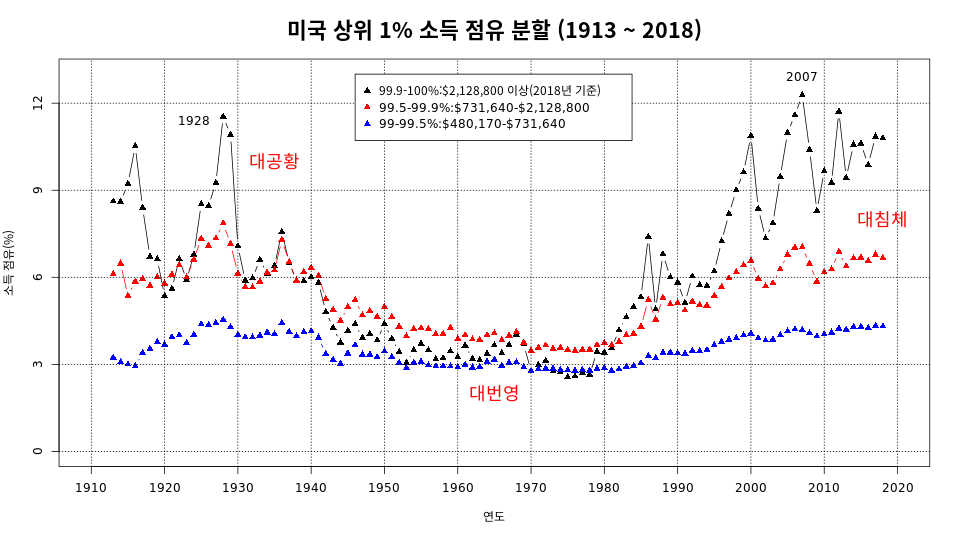 미국 상위 1% 소득 점유 분할 (1913 ~ 2018)
2007
99.9-100%:$2,128,800 이상(2018년 기준)
99.5-99.9%:$731,640-$2,128,800
99-99.5%:$480,170-$731,640
1928
대공황
대침체
대번영
소득 점유(%)
12
9
6
3
0
1910 1920 1930 1940 1950 1960 1970 1980 1990 2000 2010 2020
연도